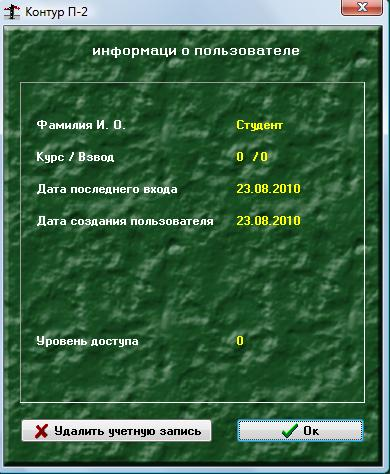 Контур П-2
информаци о пользователе
Фамилия И. О. Студент
Курс / Взвод 0 / 0
Дата последнего входа 23.08.2010
Дата создания пользователя 23.08.2010
Уровень доступа 0
Удалить учетную запись Ок